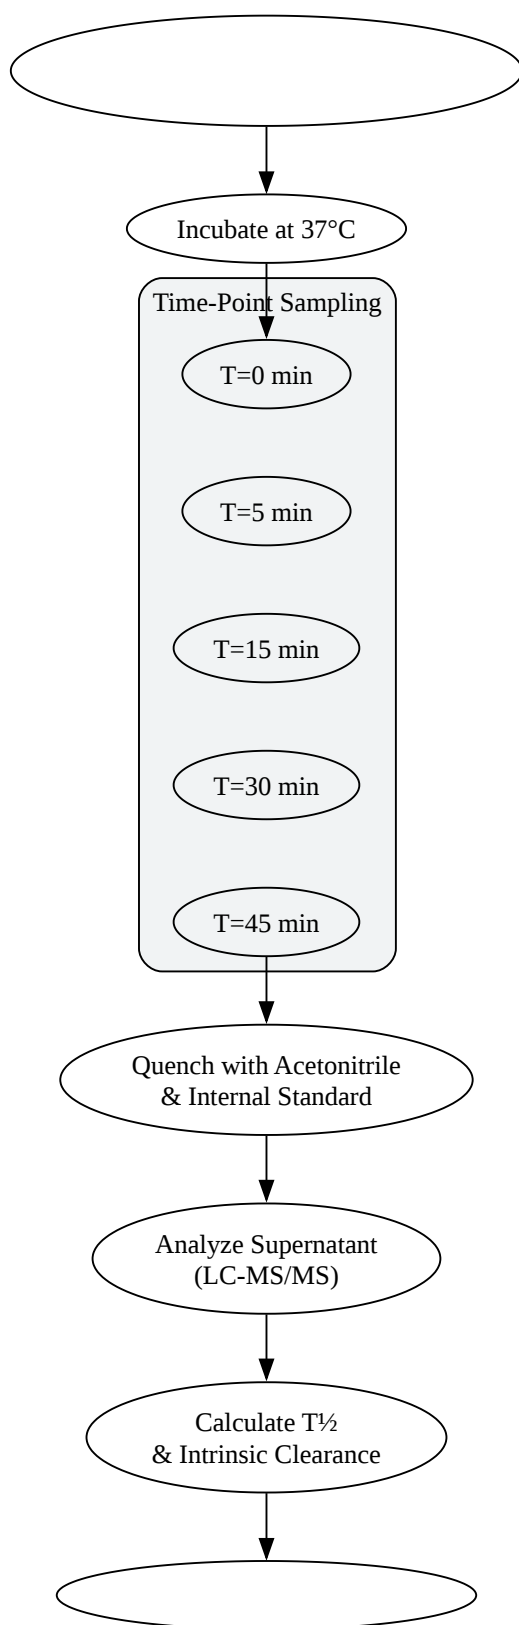 Incubate at 37°C
Time-Point Sampling
T=0 min
T=5 min
T=15 min
T=30 min
T=45 min
Quench with Acetonitrile
& Internal Standard
Analyze Supernatant
(LC-MS/MS)
Calculate T½
& Intrinsic Clearance